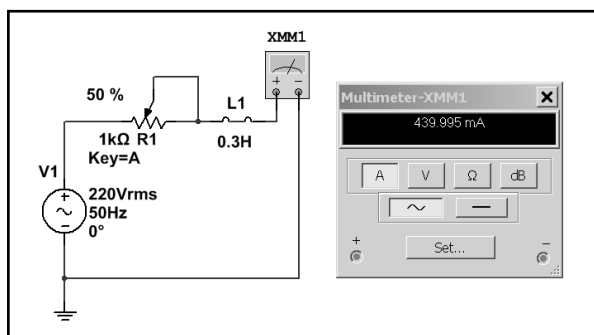 XMM1
50 %
1kΩ R1
Key=A
L1
0.3H
V1
220Vrms
50Hz
0°
Multimeter-XMM1
439.995 mA
A V Ω dB
Set...